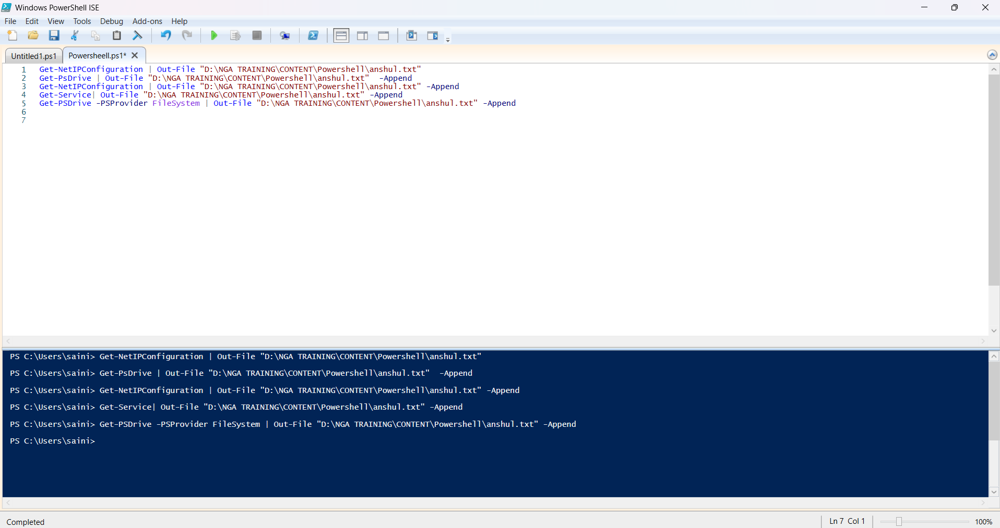 Windows PowerShell ISE
File Edit View Tools Debug Add-ons Help
Untitled1.ps1 Powersheell.ps1*
1 Get-NetIPConfiguration | Out-File "D:\NGA TRAINING\CONTENT\Powershell\anshul.txt"
2 Get-PsDrive | Out-File "D:\NGA TRAINING\CONTENT\Powershell\anshul.txt"  -Append
3 Get-NetIPConfiguration | Out-File "D:\NGA TRAINING\CONTENT\Powershell\anshul.txt" -Append
4 Get-Service| Out-File "D:\NGA TRAINING\CONTENT\Powershell\anshul.txt" -Append
5 Get-PSDrive -PSProvider FileSystem | Out-File "D:\NGA TRAINING\CONTENT\Powershell\anshul.txt" -Append
6
7
PS C:\Users\saini> Get-NetIPConfiguration | Out-File "D:\NGA TRAINING\CONTENT\Powershell\anshul.txt"
PS C:\Users\saini> Get-PsDrive | Out-File "D:\NGA TRAINING\CONTENT\Powershell\anshul.txt"  -Append
PS C:\Users\saini> Get-NetIPConfiguration | Out-File "D:\NGA TRAINING\CONTENT\Powershell\anshul.txt" -Append
PS C:\Users\saini> Get-Service| Out-File "D:\NGA TRAINING\CONTENT\Powershell\anshul.txt" -Append
PS C:\Users\saini> Get-PSDrive -PSProvider FileSystem | Out-File "D:\NGA TRAINING\CONTENT\Powershell\anshul.txt" -Append
PS C:\Users\saini>
Completed Ln 7 Col 1 100%